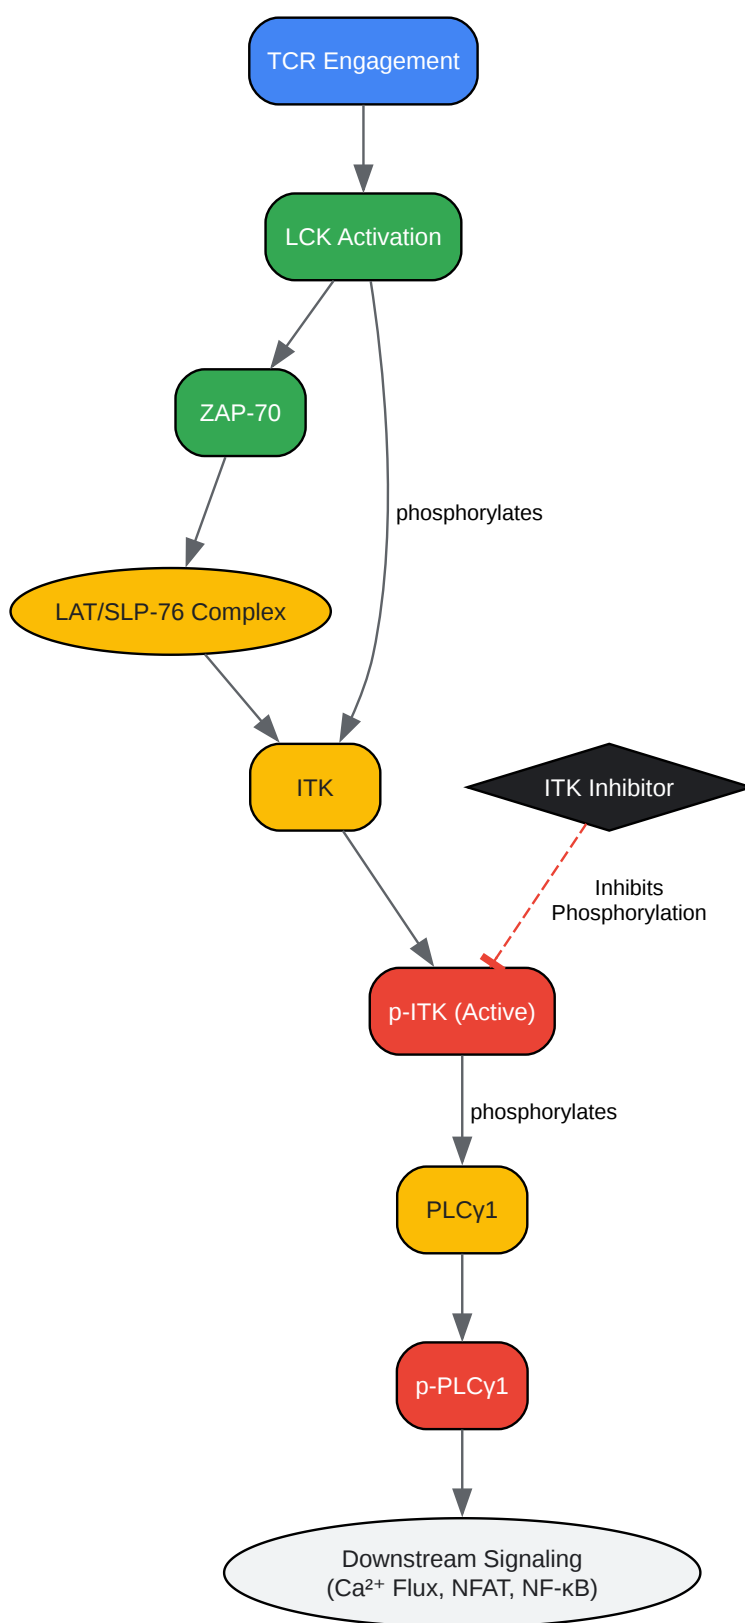 TCR Engagement
LCK Activation
ZAP-70
phosphorylates
LAT/SLP-76 Complex
ITK
ITK Inhibitor
Inhibits
Phosphorylation
p-ITK (Active)
phosphorylates
PLCγ1
p-PLCγ1
Downstream Signaling
(Ca²⁺ Flux, NFAT, NF-κB)